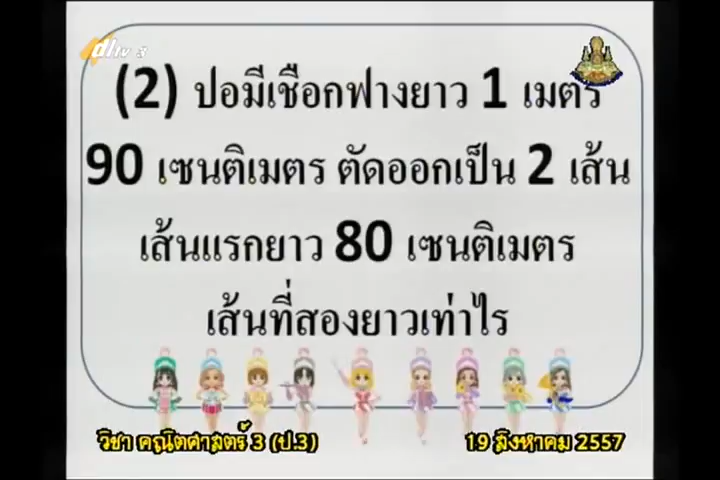 dltv 3
(2) ปอมีเชือกฟางยาว 1 เมตร
90 เซนติเมตร ตัดออกเป็น 2 เส้น
เส้นแรกยาว 80 เซนติเมตร
เส้นที่สองยาวเท่าไร
วิชา คณิตศาสตร์ 3 (ป.3)
19 สิงหาคม 2557